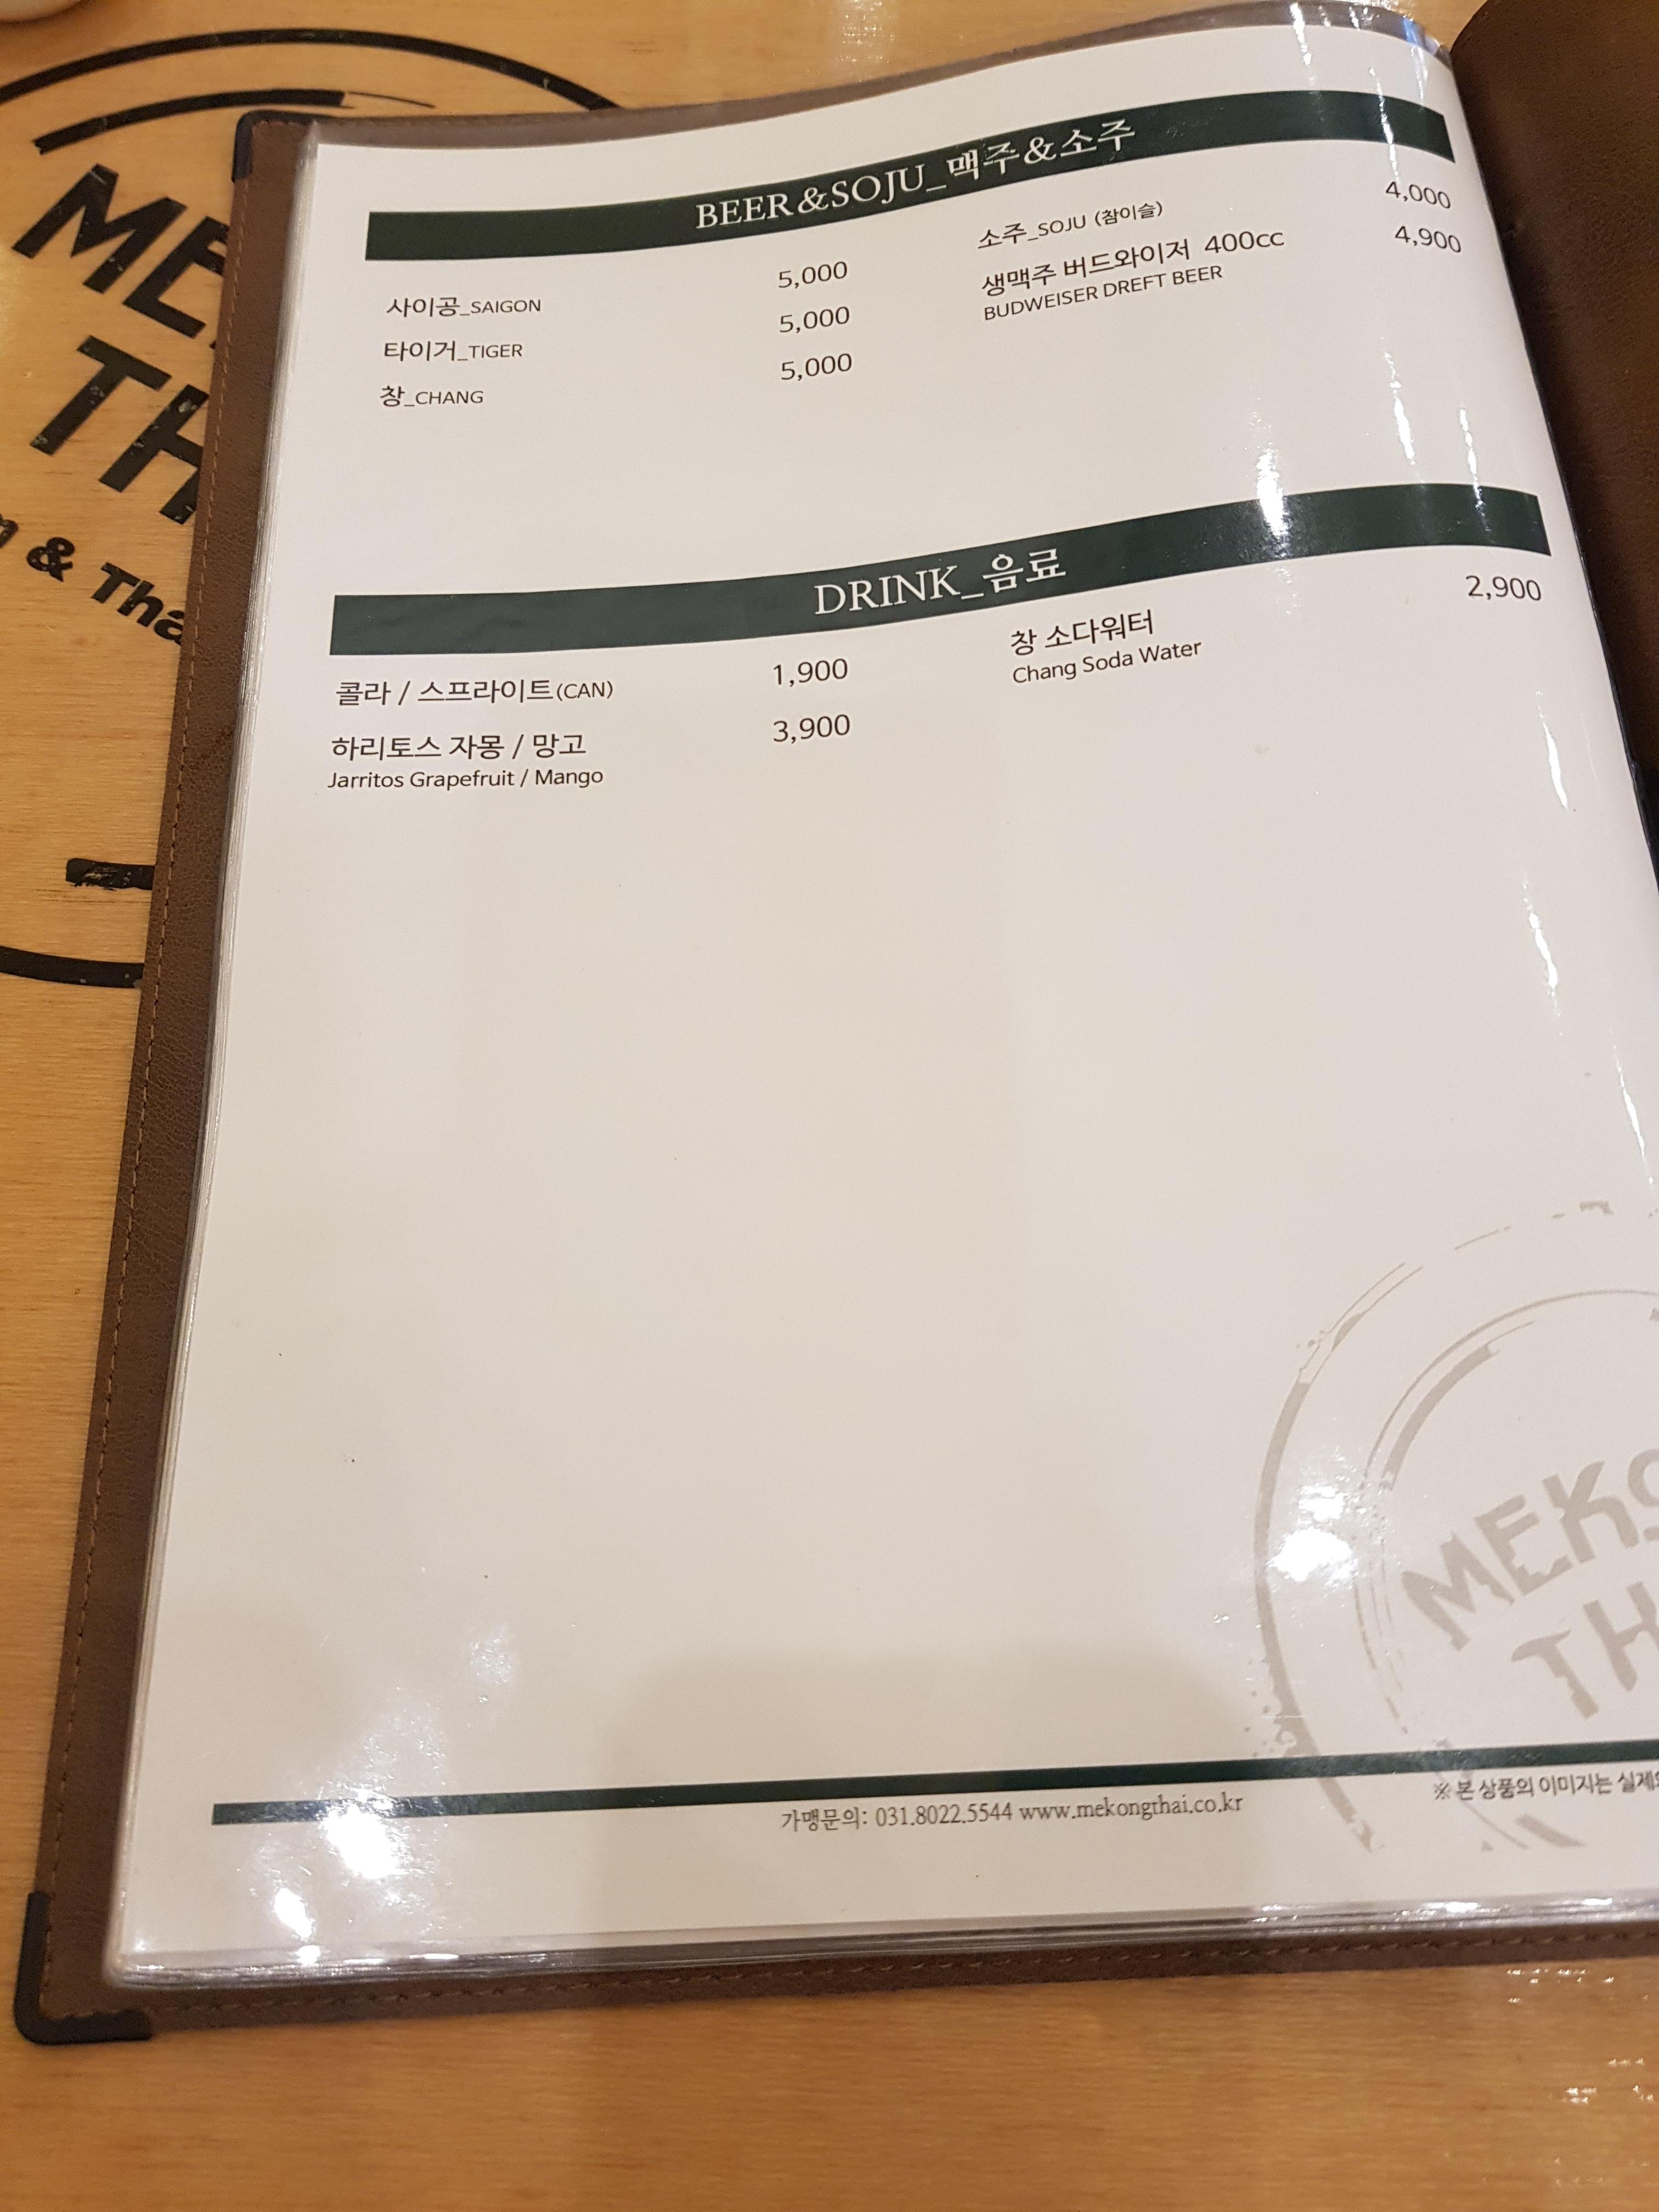 BEER&SOJU_맥주&소주
사이공_SAIGON 5,000
타이거_TIGER 5,000
창_CHANG 5,000
소주_SOJU (참이슬) 4,000
생맥주 버드와이저 400cc 4,900
BUDWEISER DREFT BEER
DRINK_음료
콜라 / 스프라이트(CAN) 1,900
하리토스 자몽 / 망고 3,900
Jarritos Grapefruit / Mango
창 소다워터 2,900
Chang Soda Water
가맹문의: 031.8022.5544 www.mekongthai.co.kr
※ 본 상품의 이미지는
ME
TH
& Tha
MEKO
TH